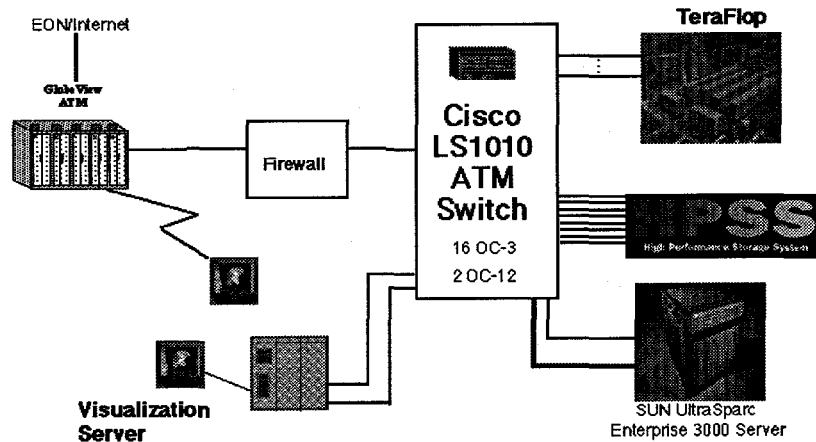 EON/Internet
Globe View
ATM
Firewall
Cisco
LS1010
ATM
Switch
16 OC-3
2 OC-12
TeraFlop
HPSS
High Performance Storage System
SUN UltraSparc
Enterprise 3000 Server
Visualization
Server